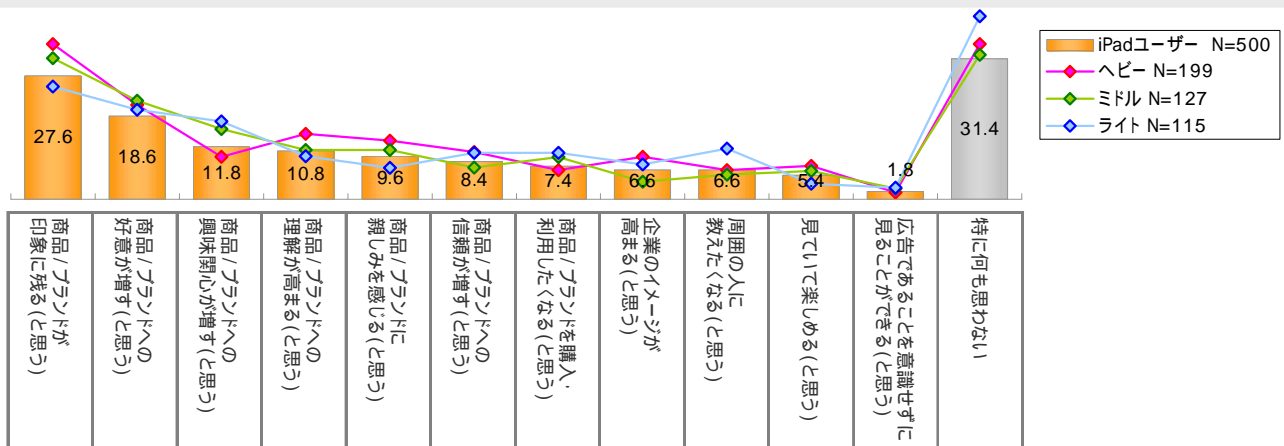 iPadユーザー N=500
ヘビー N=199
ミドル N=127
ライト N=115
27.6
18.6
11.8
10.8
9.6
8.4
7.4
6.6
6.6
5.4
1.8
31.4
商品/ブランドが
印象に残る(と思う)
商品/ブランドへの
好意が増す(と思う)
商品/ブランドへの
興味関心が増す(と思う)
商品/ブランドへの
理解が高まる(と思う)
商品/ブランドに
親しみを感じる(と思う)
商品/ブランドへの
信頼が増す(と思う)
商品/ブランドを購入・
利用したくなる(と思う)
企業のイメージが
高まる(と思う)
周囲の人に
教えたくなる(と思う)
見ていて楽しめる(と思う)
広告であることを意識せずに
見ることができる(と思う)
特に何も思わない